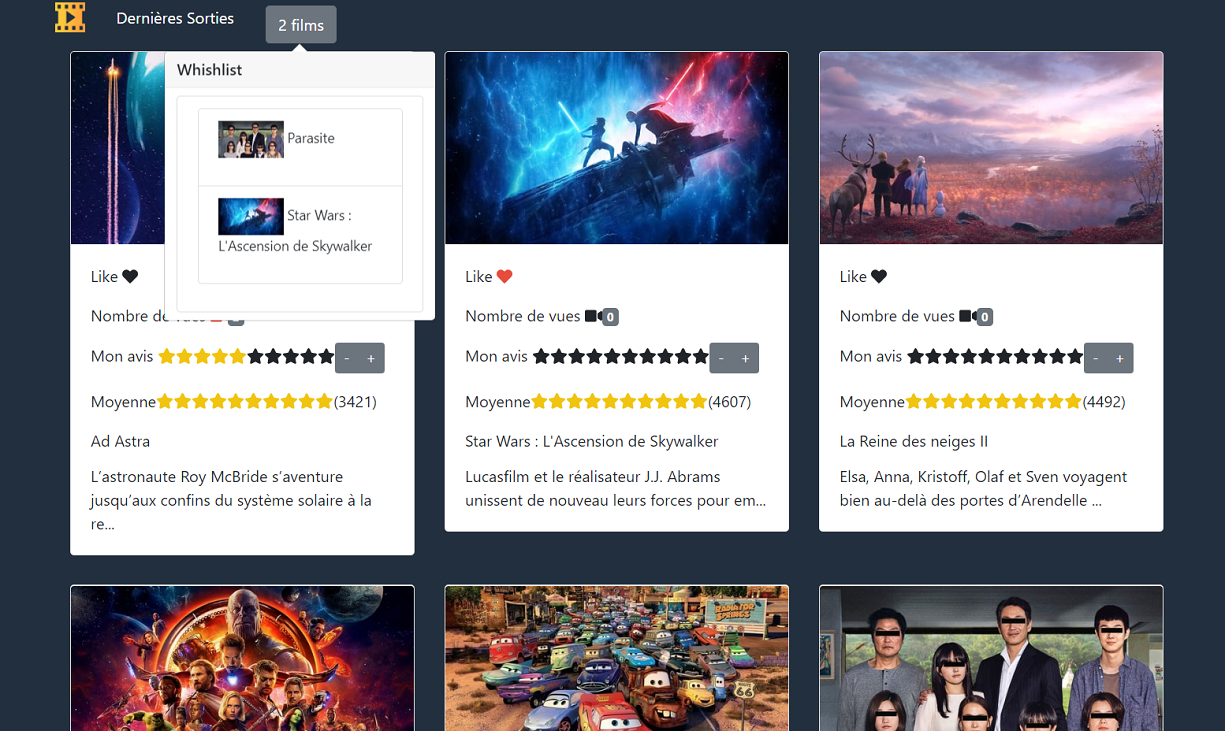 Dernières Sorties
2 films
Whishlist
Parasite
Star Wars :
L'Ascension de Skywalker
Like
Nombre de vues
Mon avis
- +
Moyenne (3421)
Ad Astra
L’astronaute Roy McBride s’aventure
jusqu’aux confins du système solaire à la
re...
Like
Nombre de vues 0
Mon avis
- +
Moyenne (4607)
Star Wars : L'Ascension de Skywalker
Lucasfilm et le réalisateur J.J. Abrams
unissent de nouveau leurs forces pour em...
Like
Nombre de vues 0
Mon avis
- +
Moyenne (4492)
La Reine des neiges II
Elsa, Anna, Kristoff, Olaf et Sven voyagent
bien au-delà des portes d’Arendelle ...
RADIATOR
SPRINGS
66